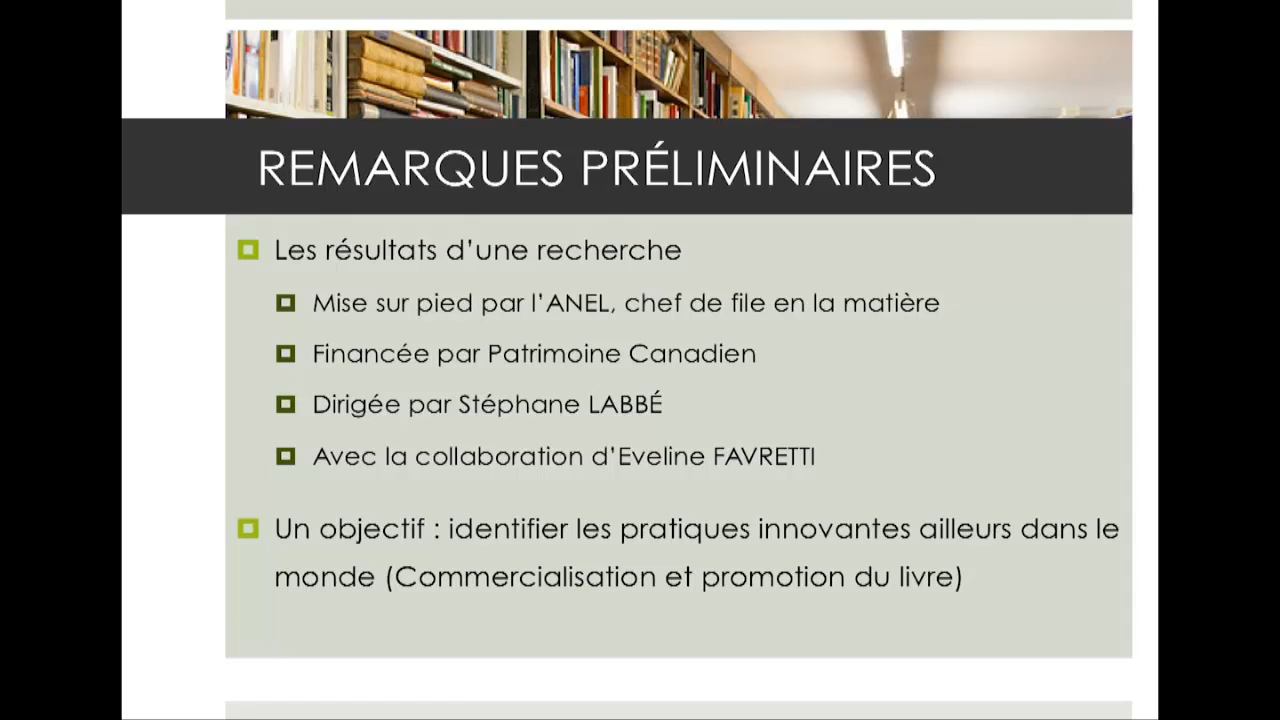 REMARQUES PRÉLIMINAIRES
Les résultats d'une recherche
Mise sur pied par l'ANEL, chef de file en la matière
Financée par Patrimoine Canadien
Dirigée par Stéphane LABBÉ
Avec la collaboration d'Eveline FAVRETTI
Un objectif : identifier les pratiques innovantes ailleurs dans le
monde (Commercialisation et promotion du livre)